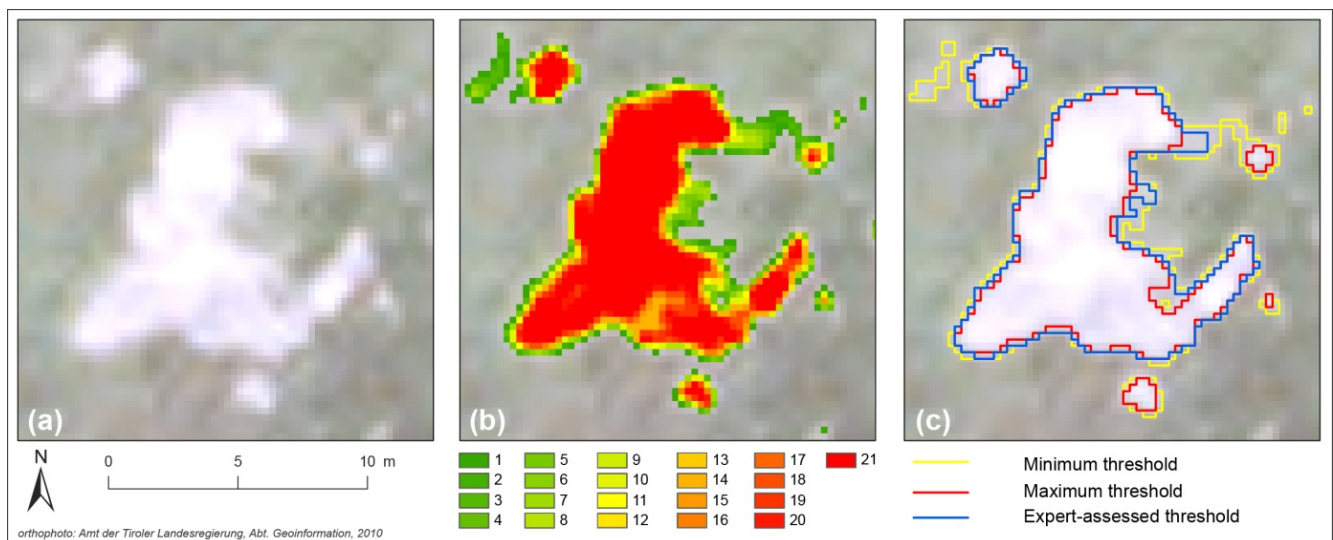 (a)
(b)
(c)
N
0 5 10 m
orthophoto: Amt der Tiroler Landesregierung, Abt. Geoinformation, 2010
1 5 9 13 17 21
2 6 10 14 18
3 7 11 15 19
4 8 12 16 20
Minimum threshold
Maximum threshold
Expert-assessed threshold